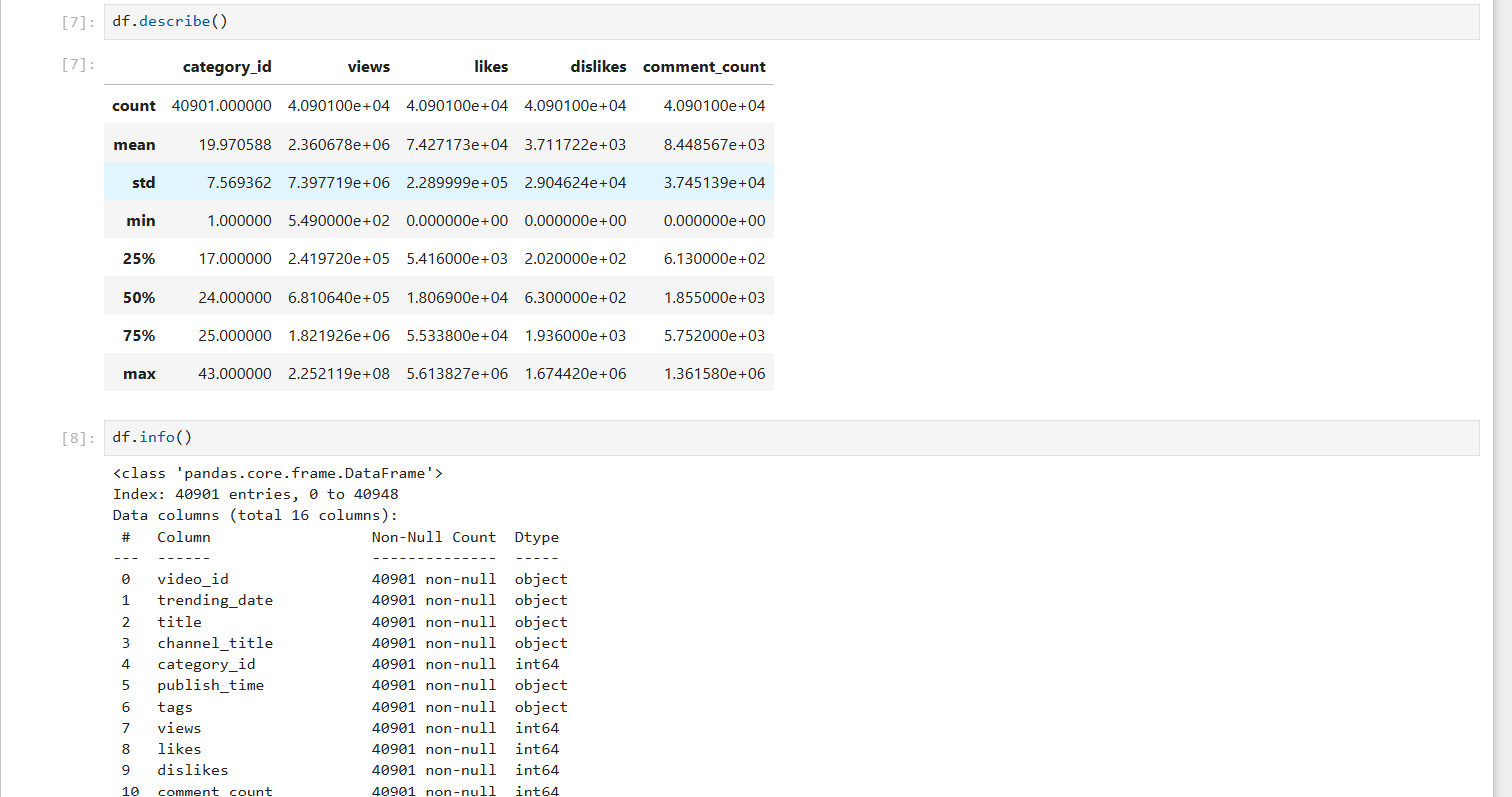 [7]: df.describe()
[7]:
category_id views likes dislikes comment_count
count 40901.000000 4.090100e+04 4.090100e+04 4.090100e+04 4.090100e+04
mean 19.970588 2.360678e+06 7.427173e+04 3.711722e+03 8.448567e+03
std 7.569362 7.397719e+06 2.289999e+05 2.904624e+04 3.745139e+04
min 1.000000 5.490000e+02 0.000000e+00 0.000000e+00 0.000000e+00
25% 17.000000 2.419720e+05 5.416000e+03 2.020000e+02 6.130000e+02
50% 24.000000 6.810640e+05 1.806900e+04 6.300000e+02 1.855000e+03
75% 25.000000 1.821926e+06 5.533800e+04 1.936000e+03 5.752000e+03
max 43.000000 2.252119e+08 5.613827e+06 1.674420e+06 1.361580e+06
[8]: df.info()
<class 'pandas.core.frame.DataFrame'>
Index: 40901 entries, 0 to 40948
Data columns (total 16 columns):
# Column Non-Null Count Dtype
--- ------ -------------- -----
0 video_id 40901 non-null object
1 trending_date 40901 non-null object
2 title 40901 non-null object
3 channel_title 40901 non-null object
4 category_id 40901 non-null int64
5 publish_time 40901 non-null object
6 tags 40901 non-null object
7 views 40901 non-null int64
8 likes 40901 non-null int64
9 dislikes 40901 non-null int64
10 comment_count 40901 non-null int64